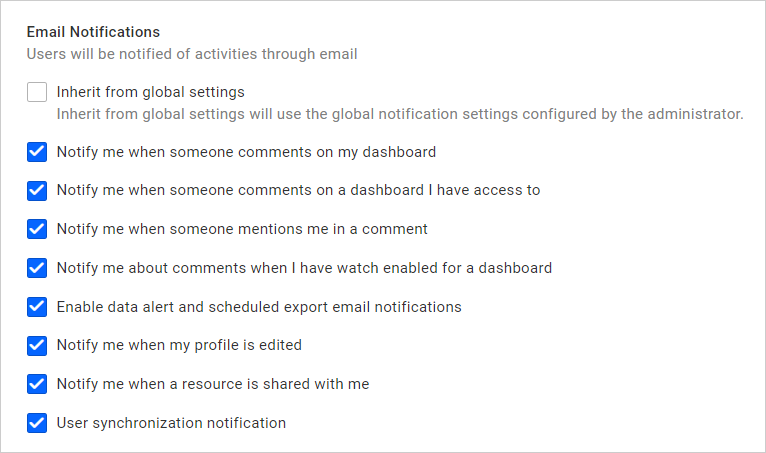 Email Notifications
Users will be notified of activities through email
Inherit from global settings
Inherit from global settings will use the global notification settings configured by the administrator.
Notify me when someone comments on my dashboard
Notify me when someone comments on a dashboard I have access to
Notify me when someone mentions me in a comment
Notify me about comments when I have watch enabled for a dashboard
Enable data alert and scheduled export email notifications
Notify me when my profile is edited
Notify me when a resource is shared with me
User synchronization notification